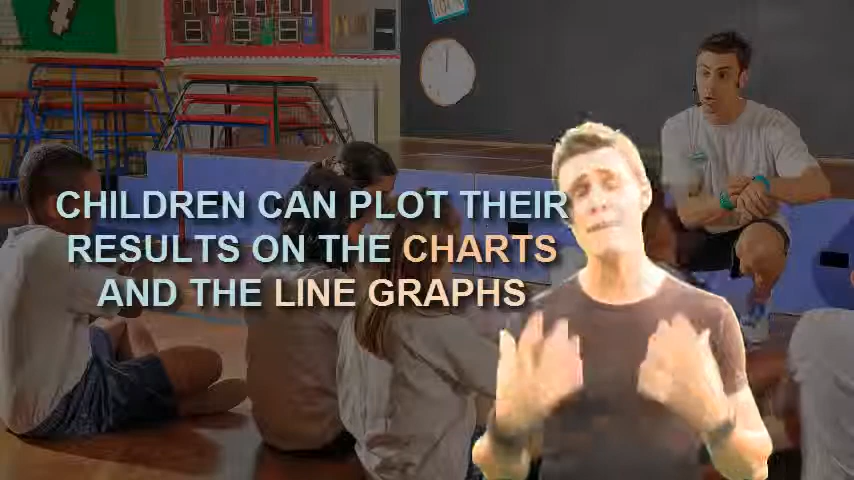 CHILDREN CAN PLOT THEIR
RESULTS ON THE CHARTS
AND THE LINE GRAPHS